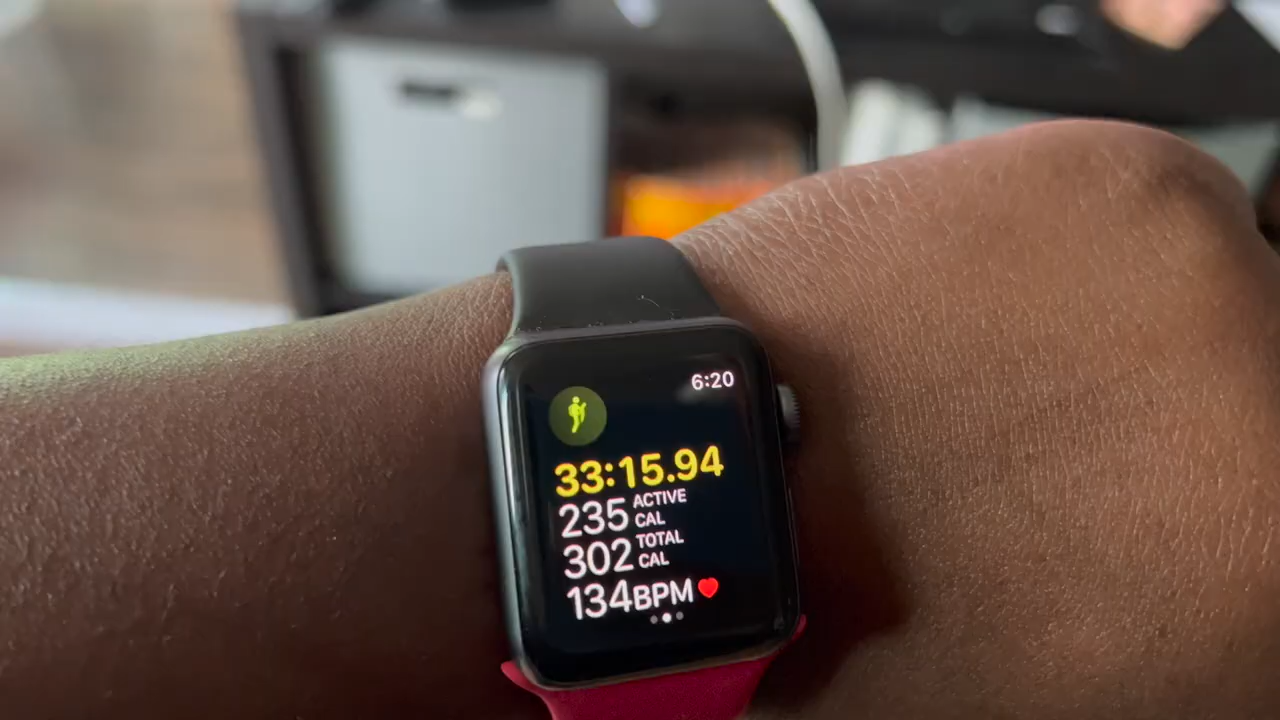 6:20
33:15.94
235 ACTIVE CAL
302 TOTAL CAL
134BPM